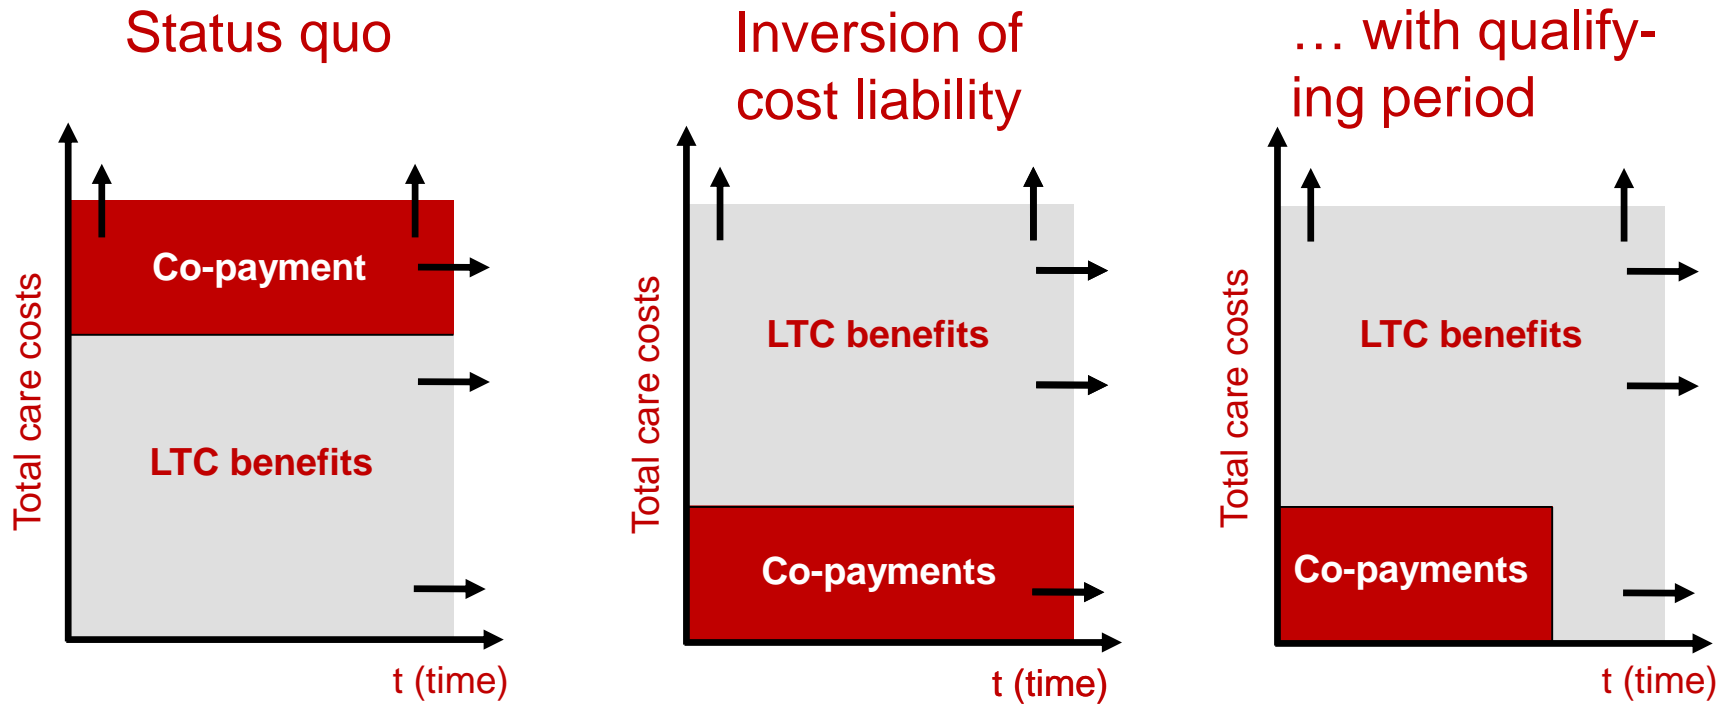 Status quo
Total care costs
Co-payment
LTC benefits
t (time)
Inversion of
cost liability
Total care costs
LTC benefits
Co-payments
t (time)
… with qualify-
ing period
Total care costs
LTC benefits
Co-payments
t (time)